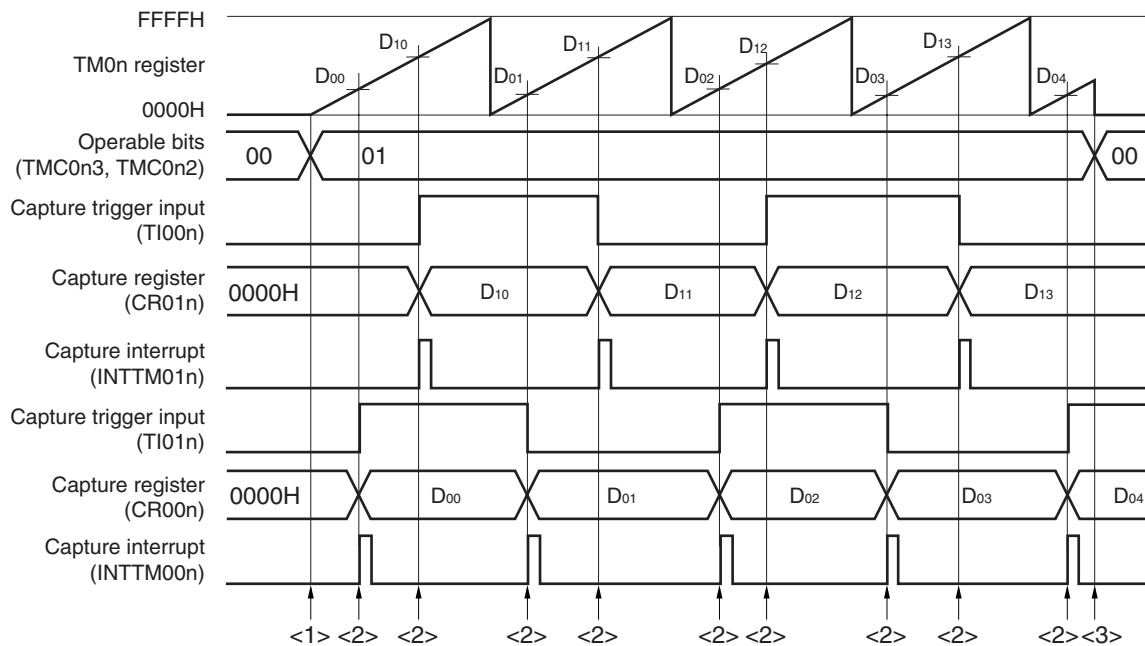 FFFFH
TM0n register
0000H
D10
D11
D12
D13
D00
D01
D02
D03
D04
Operable bits
(TMC0n3, TMC0n2)
00 01 00
Capture trigger input
(TI00n)
Capture register
(CR01n)
0000H D10 D11 D12 D13
Capture interrupt
(INTTM01n)
Capture trigger input
(TI01n)
Capture register
(CR00n)
0000H D00 D01 D02 D03 D04
Capture interrupt
(INTTM00n)
<1> <2> <2> <2> <2> <2> <2> <2> <2> <2> <3>